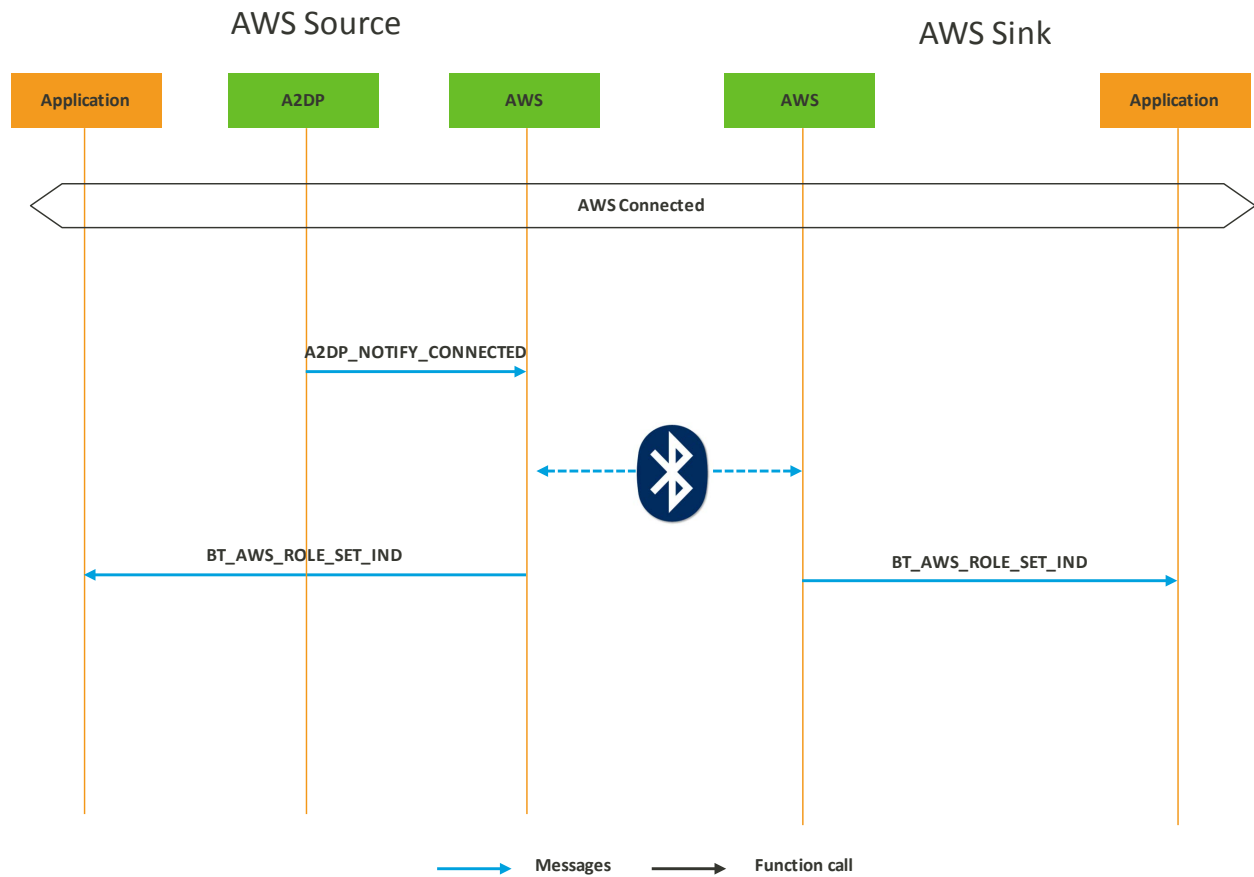 AWS Source
AWS Sink
Application
A2DP
AWS
AWS
Application
AWS Connected
A2DP_NOTIFY_CONNECTED
BT_AWS_ROLE_SET_IND
BT_AWS_ROLE_SET_IND
Messages
Function call